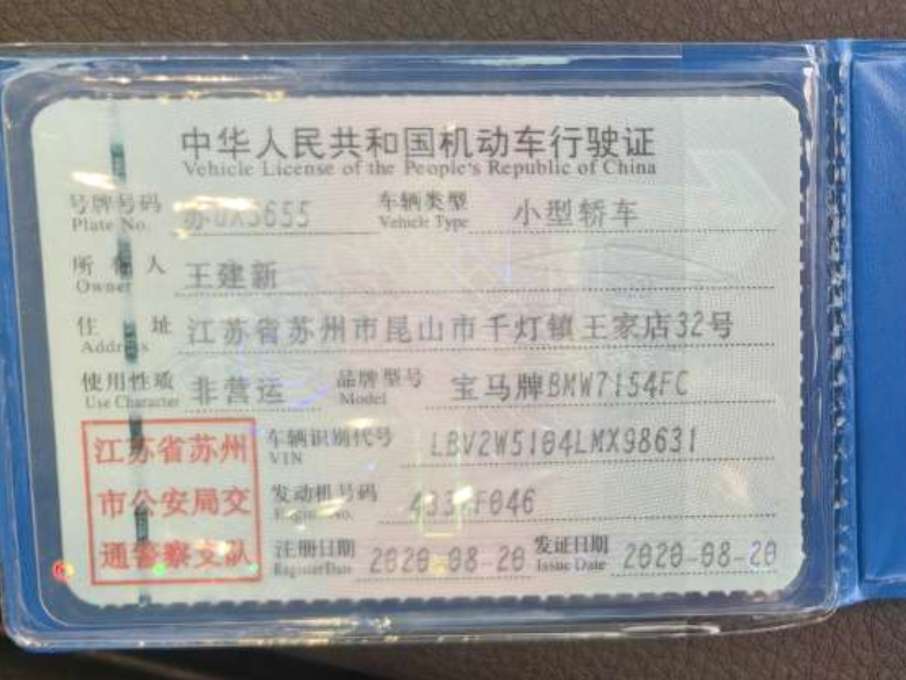 中华人民共和国机动车行驶证
Vehicle License of the People's Republic of China
号牌号码 车辆类型 小型轿车
Plate No. Vehicle Type
所 人 王建新
Owner
住 址 江苏省苏州市昆山市千灯镇王家店32号
Address
使用性质 非营运 品牌型号 宝马牌BMW7154FC
Use Character Model
江苏省苏州 车辆识别代号 LBV2W5104LMX98631
VIN
市公安局交 发动机号码
Engine No.
通警察支队 注册日期 2020-08-20 发证日期 2020-08-20
Register Date Issue Date